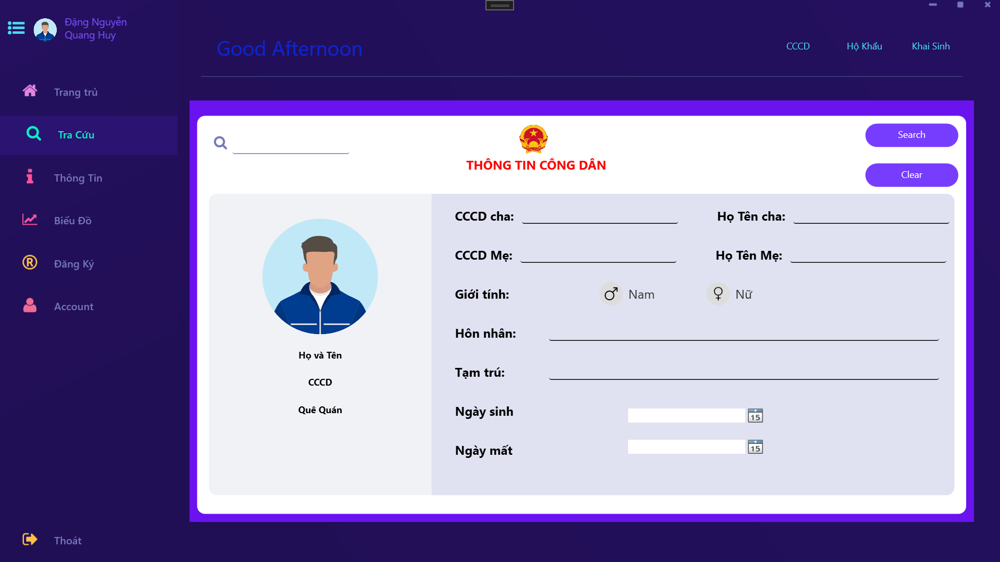 Đặng Nguyễn
Quang Huy
Good Afternoon
CCCD
Hộ Khẩu
Khai Sinh
Trang trủ
Tra Cứu
Thông Tin
Biểu Đồ
Đăng Ký
Account
Thoát
THÔNG TIN CÔNG DÂN
Search
Clear
Họ và Tên
CCCD
Quê Quán
CCCD cha:
Họ Tên cha:
CCCD Mẹ:
Họ Tên Mẹ:
Giới tính:
Nam
Nữ
Hôn nhân:
Tạm trú:
Ngày sinh
15
Ngày mất
15